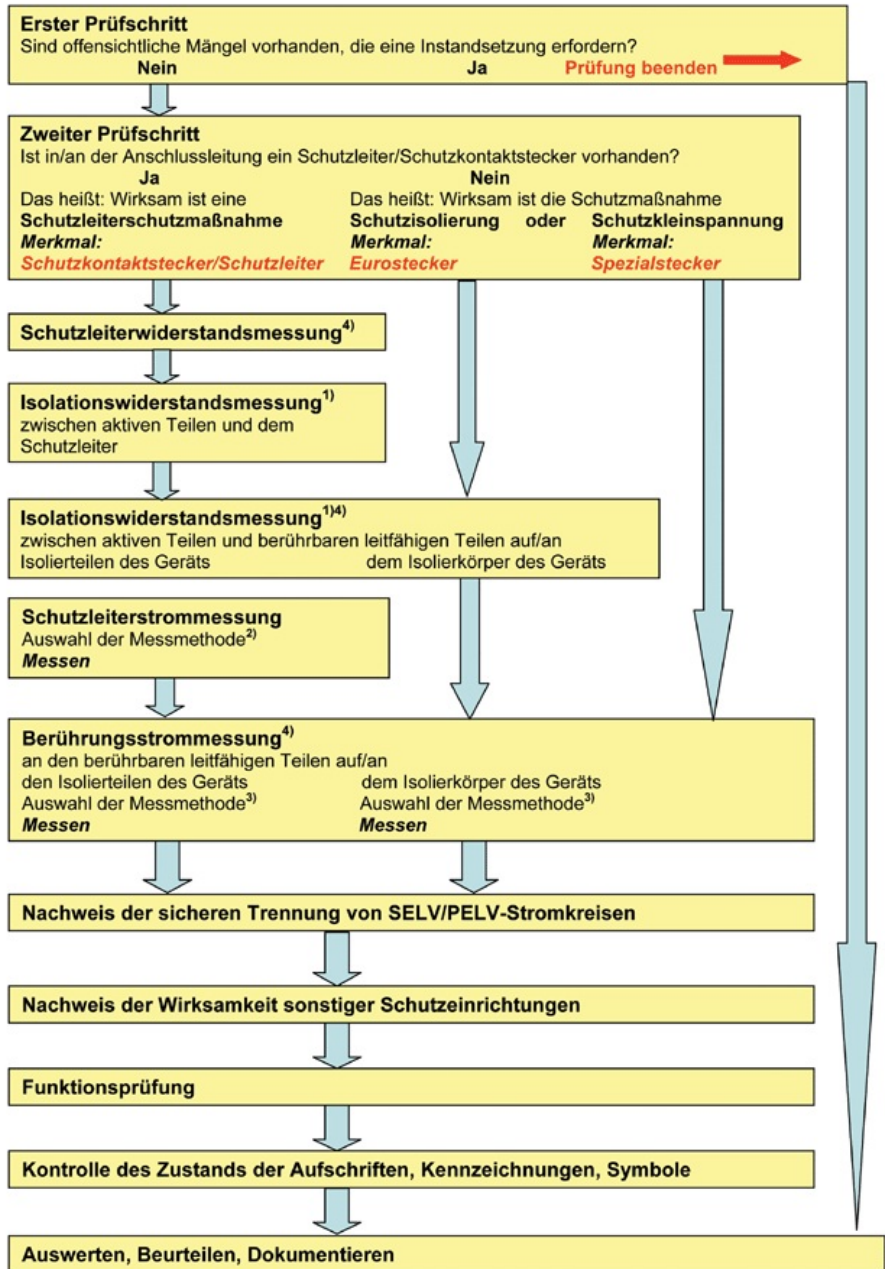 Erster Prüfschritt
Sind offensichtliche Mängel vorhanden, die eine Instandsetzung erfordern?
Nein Ja Prüfung beenden
Zweiter Prüfschritt
Ist in/an der Anschlussleitung ein Schutzleiter/Schutzkontaktstecker vorhanden?
Ja Nein
Das heißt: Wirksam ist eine Das heißt: Wirksam ist die Schutzmaßnahme
Schutzleiterschutzmaßnahme Schutzisolierung oder Schutzkleinspannung
Merkmal: Merkmal: Merkmal:
Schutzkontaktstecker/Schutzleiter Eurostecker Spezialstecker
Schutzleiterwiderstandsmessung4)
Isolationswiderstandsmessung1)
zwischen aktiven Teilen und dem
Schutzleiter
Isolationswiderstandsmessung1)4)
zwischen aktiven Teilen und berührbaren leitfähigen Teilen auf/an
Isolierteilen des Geräts dem Isolierkörper des Geräts
Schutzleiterstrommessung
Auswahl der Messmethode2)
Messen
Berührungsstrommessung4)
an den berührbaren leitfähigen Teilen auf/an
den Isolierteilen des Geräts dem Isolierkörper des Geräts
Auswahl der Messmethode3) Auswahl der Messmethode3)
Messen Messen
Nachweis der sicheren Trennung von SELV/PELV-Stromkreisen
Nachweis der Wirksamkeit sonstiger Schutzeinrichtungen
Funktionsprüfung
Kontrolle des Zustands der Aufschriften, Kennzeichnungen, Symbole
Auswerten, Beurteilen, Dokumentieren